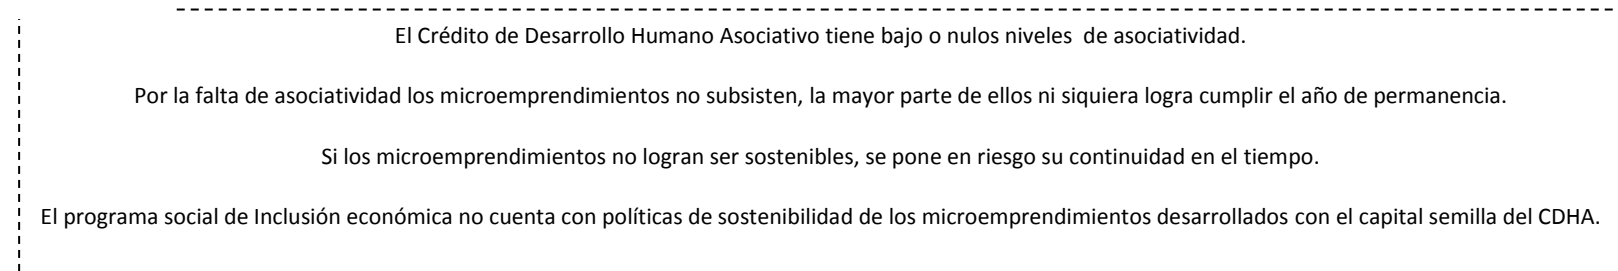 El Crédito de Desarrollo Humano Asociativo tiene bajo o nulos niveles  de asociatividad.
Por la falta de asociatividad los microemprendimientos no subsisten, la mayor parte de ellos ni siquiera logra cumplir el año de permanencia.
Si los microemprendimientos no logran ser sostenibles, se pone en riesgo su continuidad en el tiempo.
El programa social de Inclusión económica no cuenta con políticas de sostenibilidad de los microemprendimientos desarrollados con el capital semilla del CDHA.